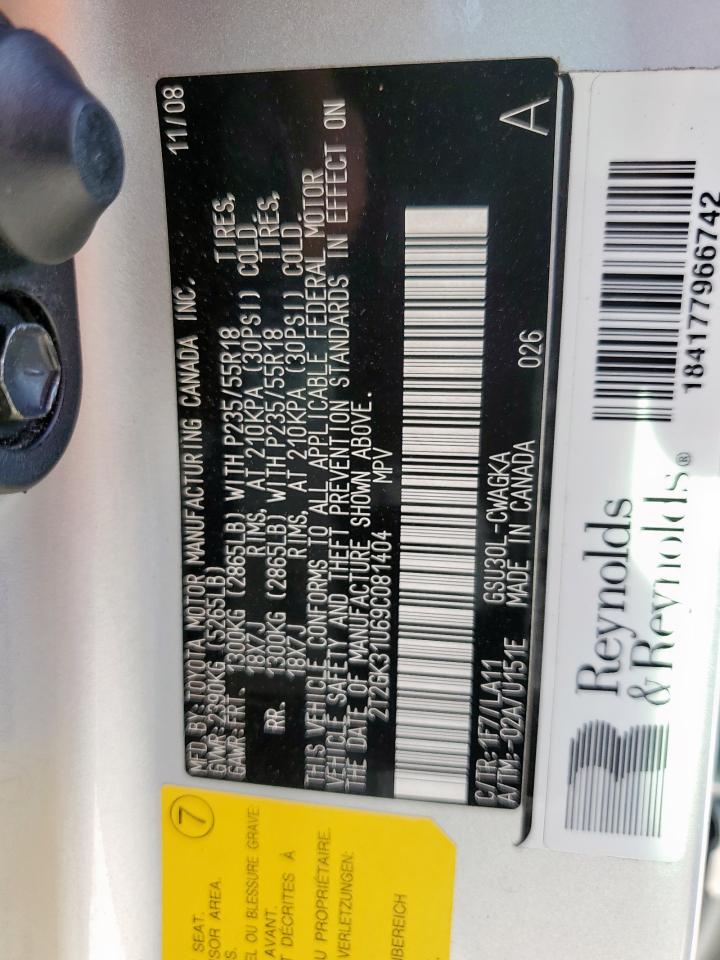 MFD BY: TOYOTA MOTOR MANUFACTURING CANADA INC. 11/08
GVWR: 2390KG (5265LB)
GAWR: FRT. 1300KG (2865LB) WITH P235/55R18 TIRES,
18X7J RIMS, AT 210KPA (30PSI) COLD
RR. 1300KG (2865LB) WITH P235/55R18 TIRES,
18X7J RIMS, AT 210KPA (30PSI) COLD.
THIS VEHICLE CONFORMS TO ALL APPLICABLE FEDERAL MOTOR
VEHICLE SAFETY AND THEFT PREVENTION STANDARDS IN EFFECT ON
THE DATE OF MANUFACTURE SHOWN ABOVE.
2T2GK31U69C081404 MPV
C/TR: 1F7/LA11 GSU30L-CWAGKA 026
A/TM: -02A/U151E MADE IN CANADA A
Reynolds
& Reynolds®
184177966742
7
SEAT.
SOR AREA.
S.
EL OU BLESSURE GRAVE
AVANT.
T DÉCRITES À
U PROPRIÉTAIRE.
VERLETZUNGEN:
BEREICH